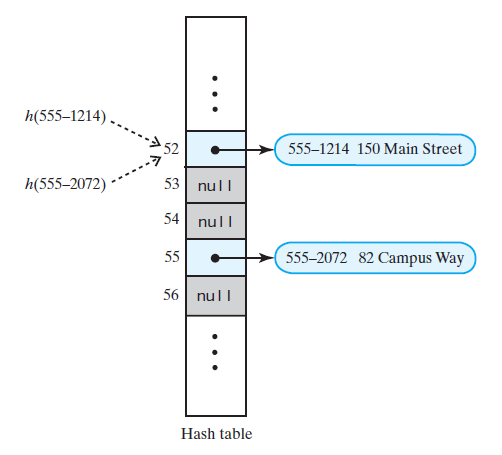 h(555–1214)
52
555–1214 150 Main Street
h(555–2072)
53 null
54 null
55
555–2072 82 Campus Way
56 null
Hash table